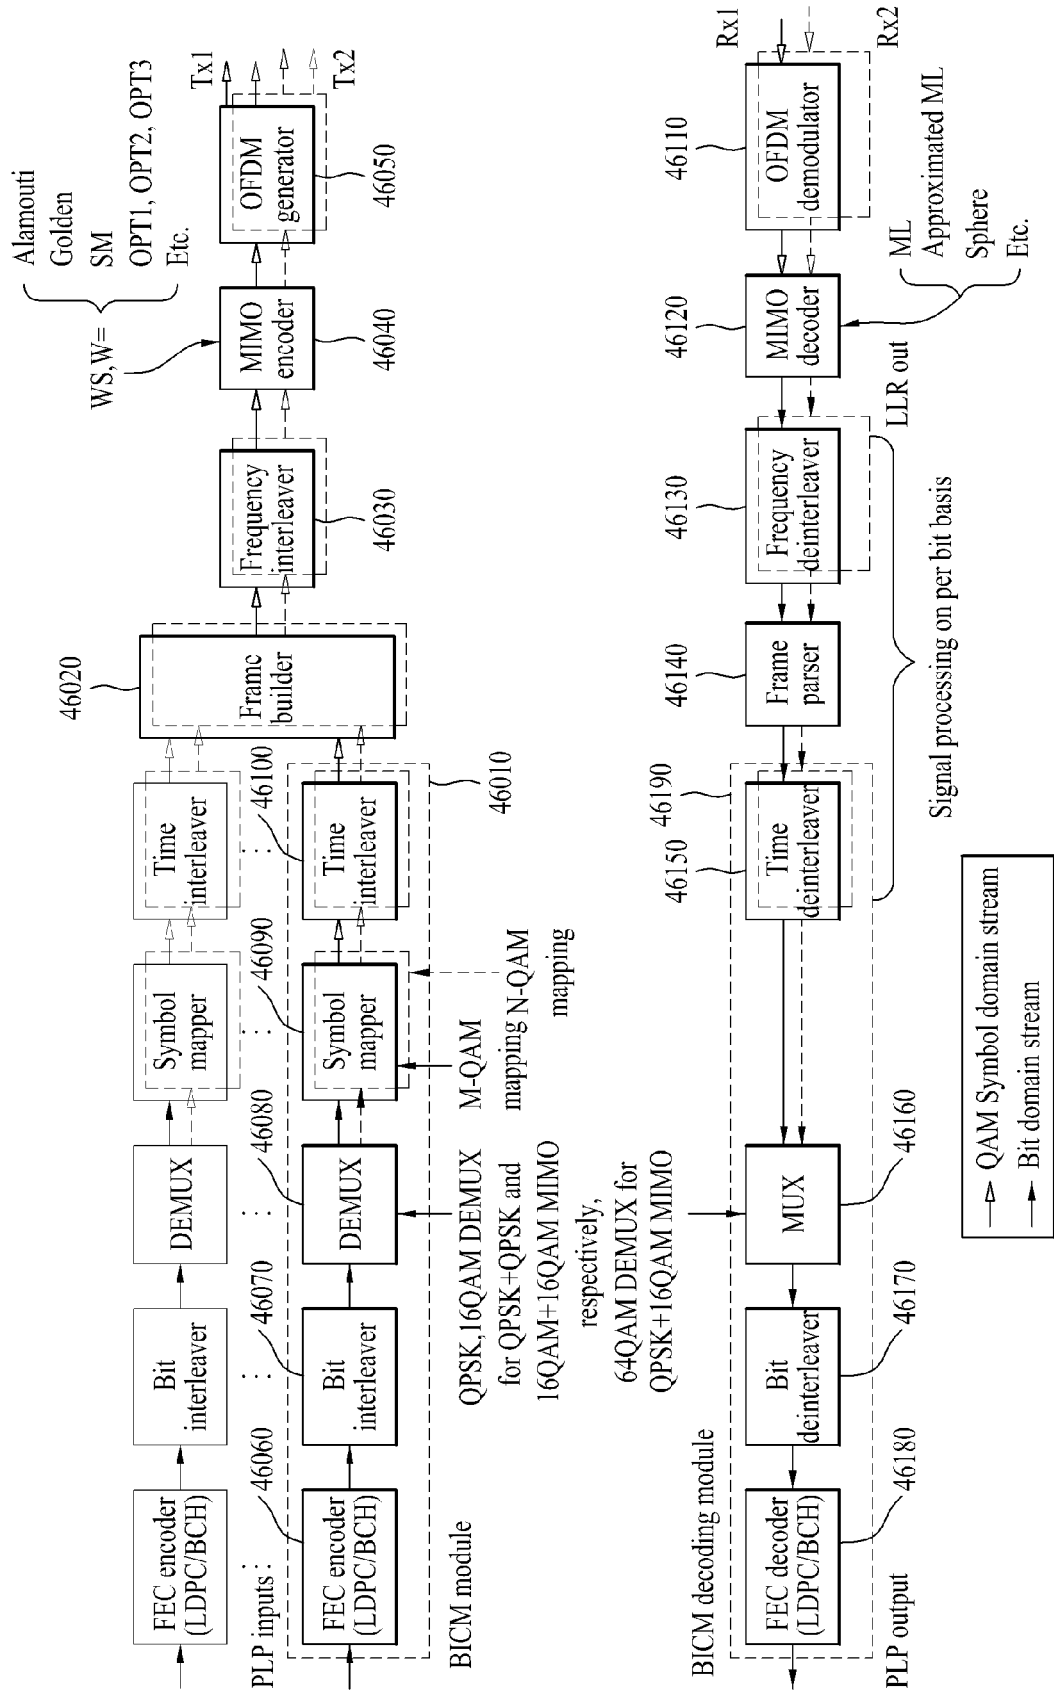 Alamouti
Golden
SM
OPT1, OPT2, OPT3
Etc.
WS,W=
FEC encoder
(LDPC/BCH)
Bit
interleaver
DEMUX
Symbol
mapper
Time
interleaver
46020
Frame
builder
Frequency
interleaver
46030
MIMO
encoder
46040
OFDM
generator
46050
Tx1
Tx2
PLP inputs
46060
46070
46080
46090
46100
FEC encoder
(LDPC/BCH)
Bit
interleaver
DEMUX
Symbol
mapper
Time
interleaver
46010
BICM module
QPSK,16QAM DEMUX
for QPSK+QPSK and
16QAM+16QAM MIMO
respectively,
64QAM DEMUX for
QPSK+16QAM MIMO
M-QAM
mapping
N-QAM
mapping
BICM decoding module
46190
46150
46140
46130
46120
46110
Rx1
Rx2
FEC decoder
(LDPC/BCH)
Bit
deinterleaver
MUX
Time
deinterleaver
Frame
parser
Frequency
deinterleaver
MIMO
decoder
OFDM
demodulator
46180
46170
46160
PLP output
LLR out
ML
Approximated ML
Sphere
Etc.
Signal processing on per bit basis
QAM Symbol domain stream
Bit domain stream